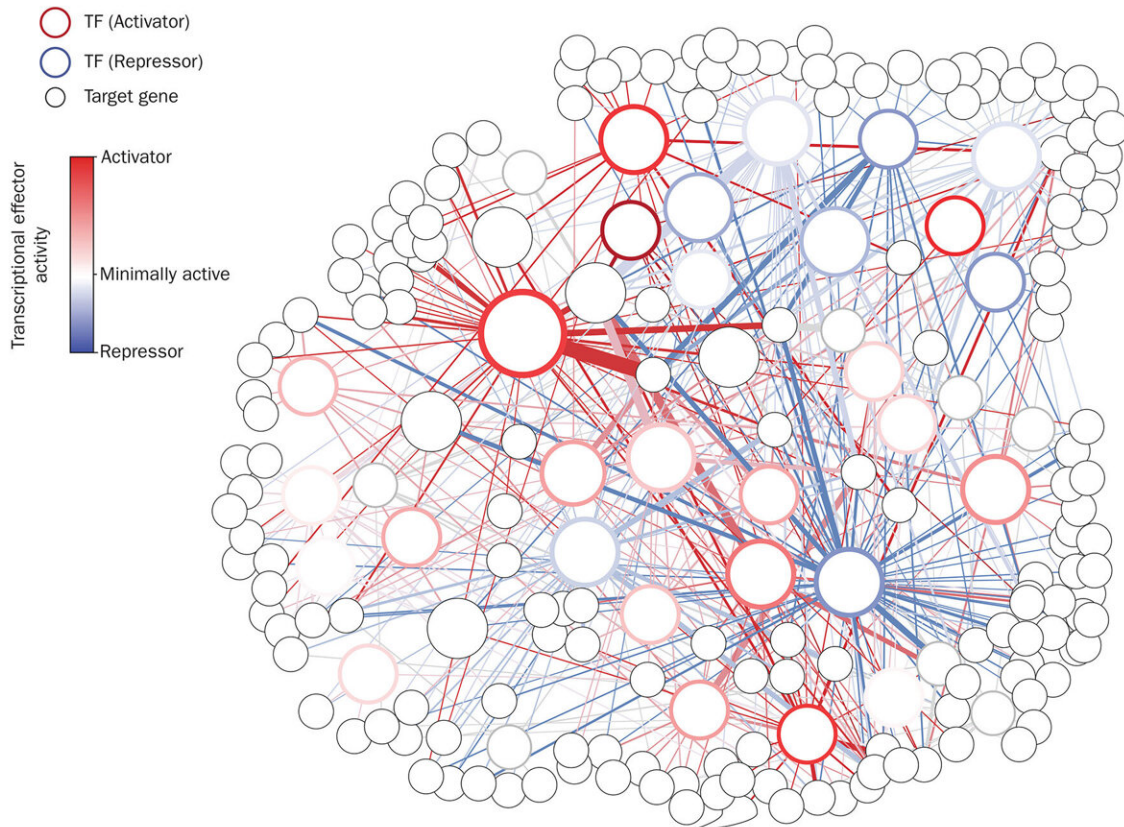 TF (Activator)
TF (Repressor)
Target gene
Transcriptional effector
activity
Activator
Minimally active
Repressor